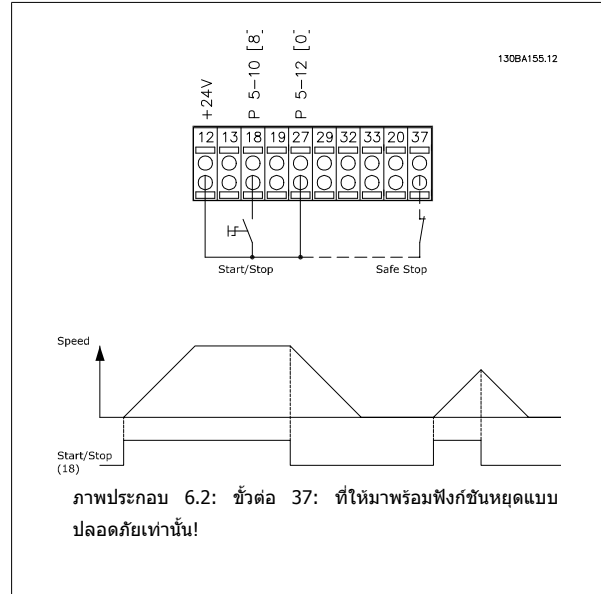 130BA155.12
+24V
P 5-10 [8]
P 5-12 [0]
12 13 18 19 27 29 32 33 20 37
Start/Stop
Safe Stop
Speed
Start/Stop
(18)
ภาพประกอบ 6.2: ขั้วต่อ 37: ที่ให้มาพร้อมฟังก์ชันหยุดแบบ
ปลอดภัยเท่านั้น!